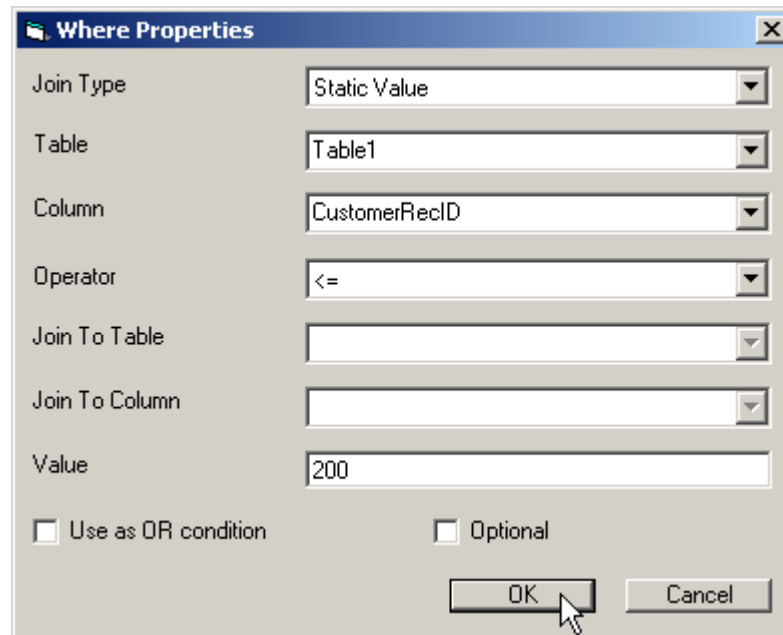 Where Properties
Join Type Static Value
Table Table1
Column CustomerRecID
Operator <=
Join To Table
Join To Column
Value 200
Use as OR condition Optional
OK Cancel